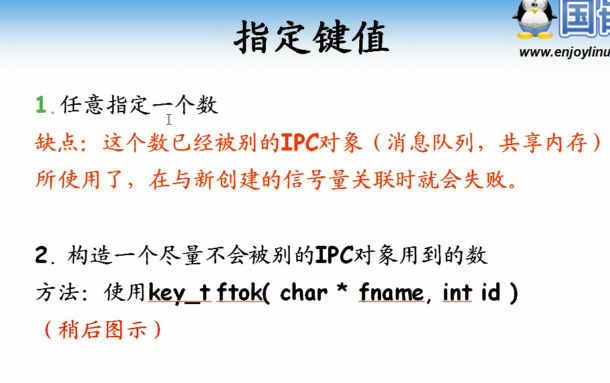 指定键值
国
www.enjoylinu
1.任意指定一个数
缺点：这个数已经被别的IPC对象（消息队列，共享内存）
所使用了，在与新创建的信号量关联时就会失败。
2. 构造一个尽量不会被别的IPC对象用到的数
方法：使用key_t ftok( char * fname, int id )
（稍后图示）